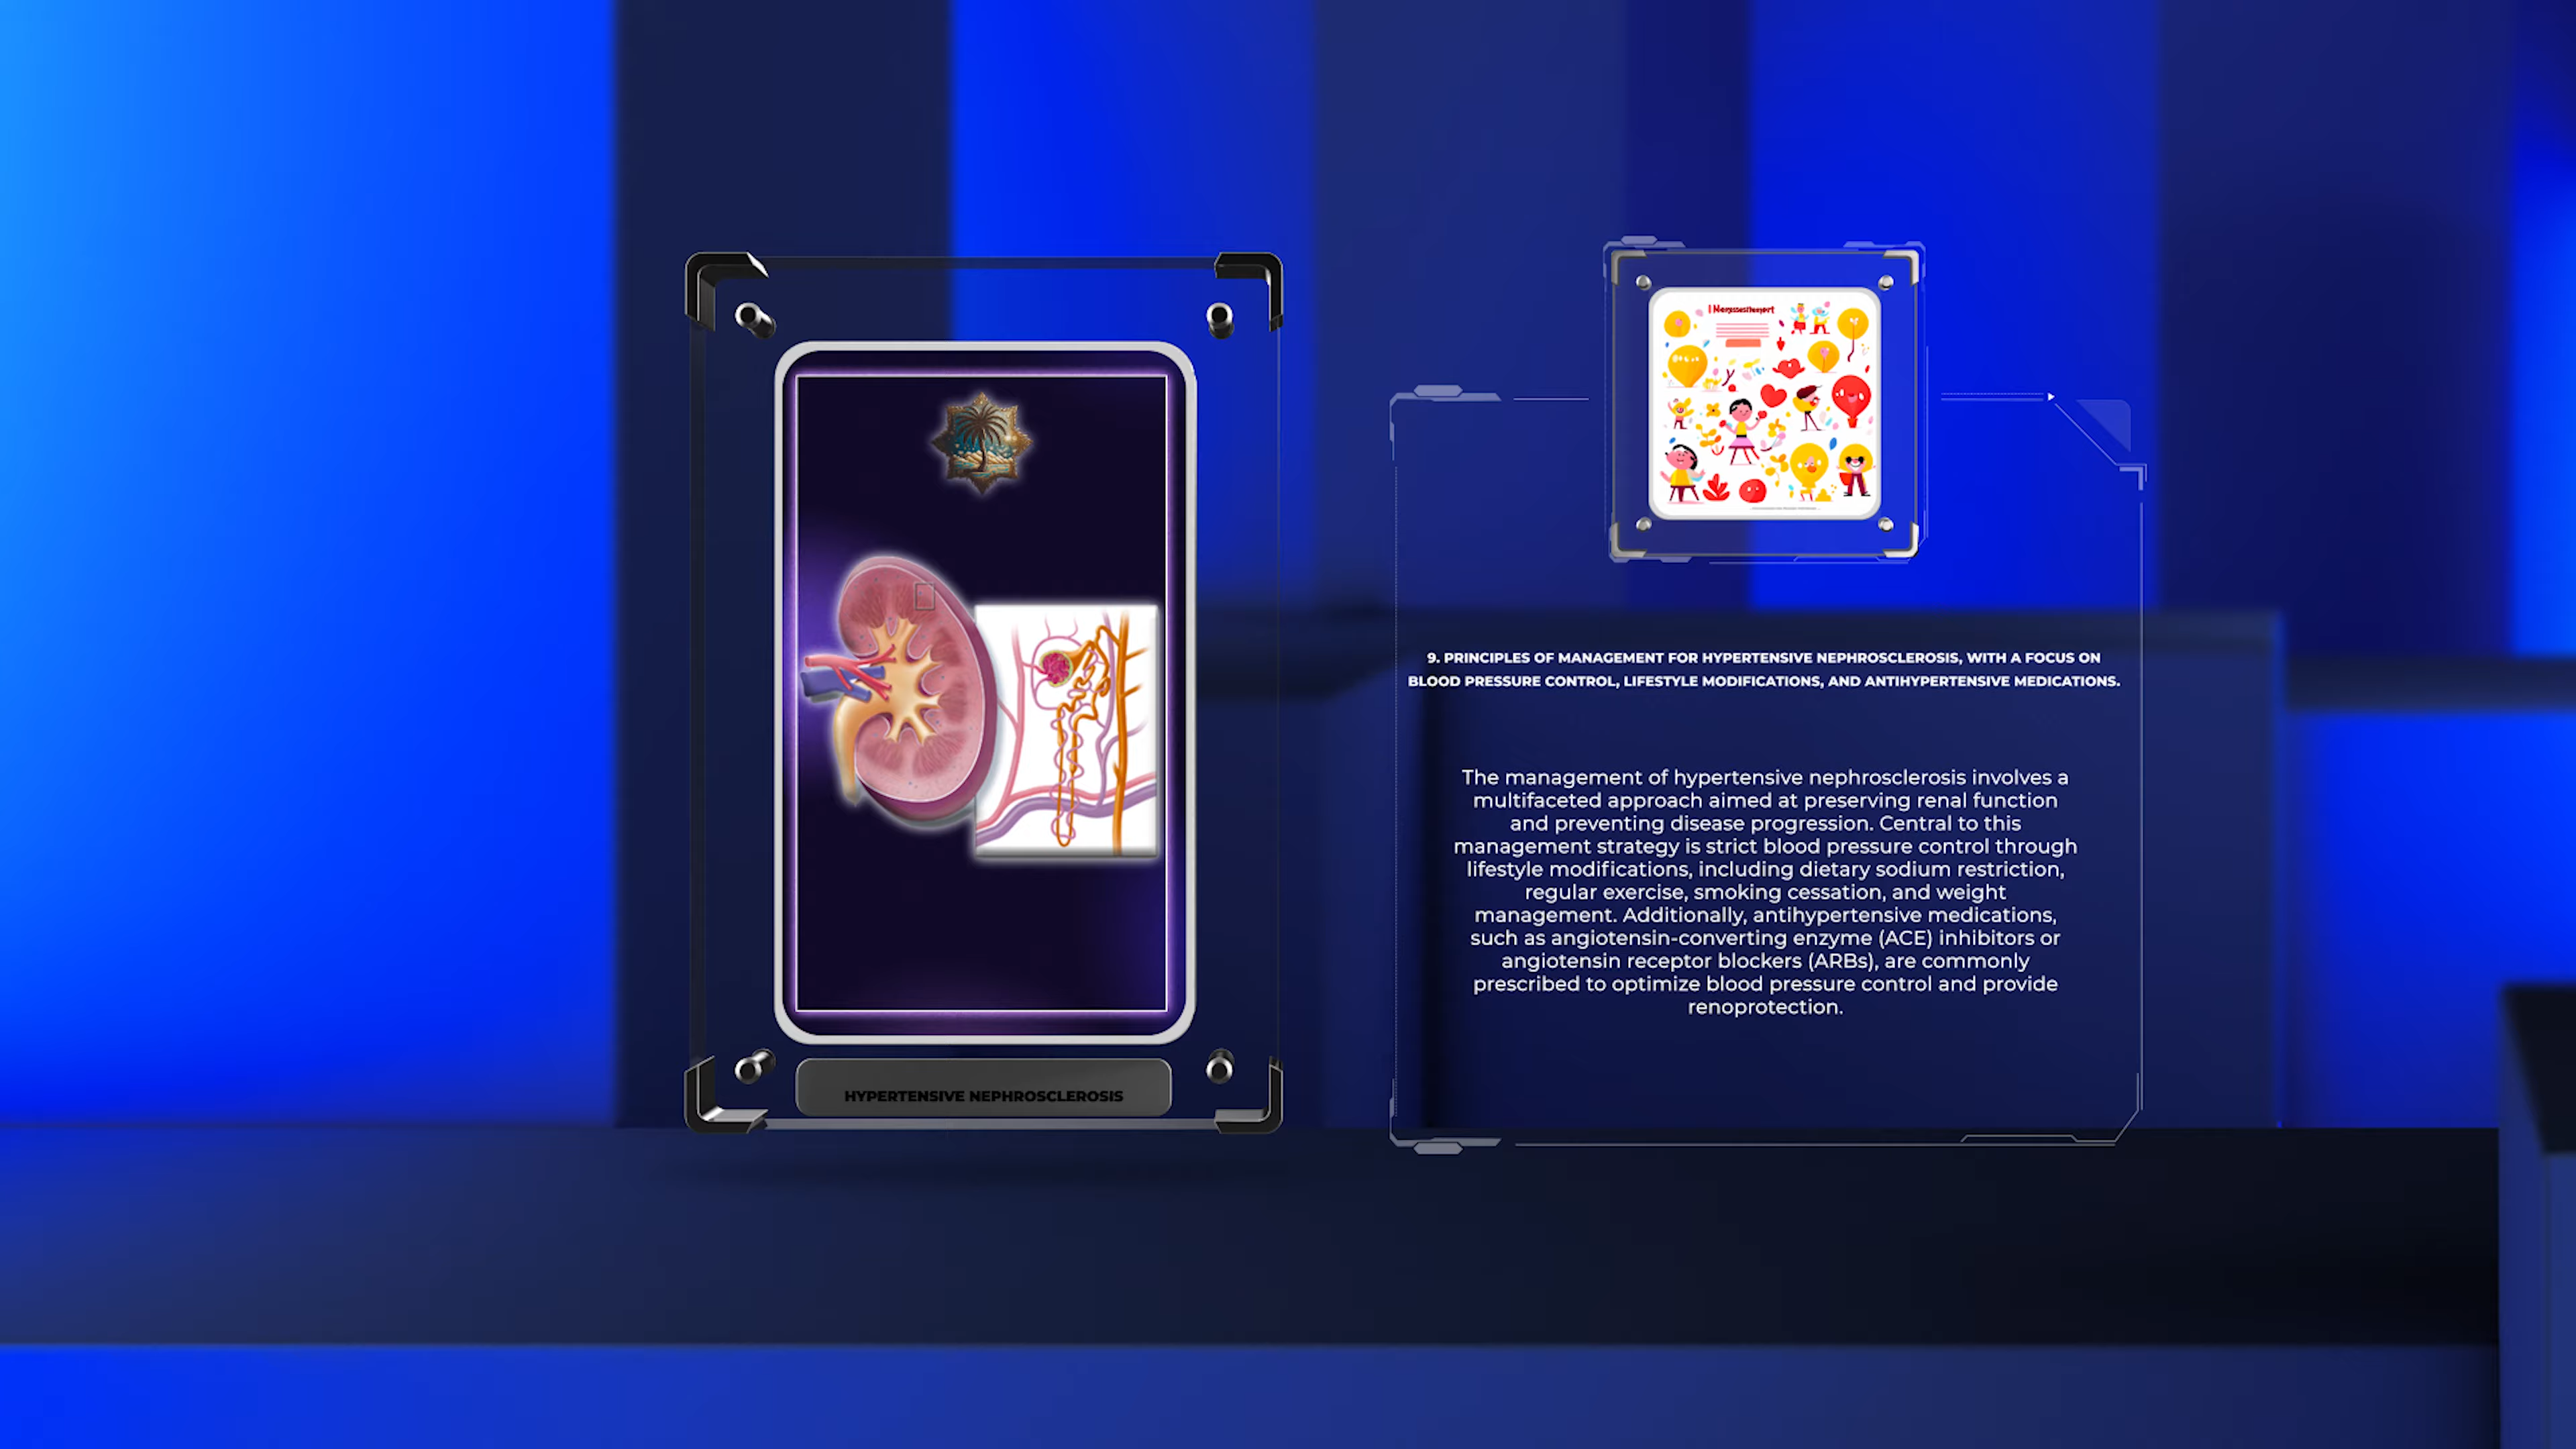 HYPERTENSIVE NEPHROSCLEROSIS
9. PRINCIPLES OF MANAGEMENT FOR HYPERTENSIVE NEPHROSCLEROSIS, WITH A FOCUS ON
BLOOD PRESSURE CONTROL, LIFESTYLE MODIFICATIONS, AND ANTIHYPERTENSIVE MEDICATIONS.
The management of hypertensive nephrosclerosis involves a
multifaceted approach aimed at preserving renal function
and preventing disease progression. Central to this
management strategy is strict blood pressure control through
lifestyle modifications, including dietary sodium restriction,
regular exercise, smoking cessation, and weight
management. Additionally, antihypertensive medications,
such as angiotensin-converting enzyme (ACE) inhibitors or
angiotensin receptor blockers (ARBs), are commonly
prescribed to optimize blood pressure control and provide
renoprotection.